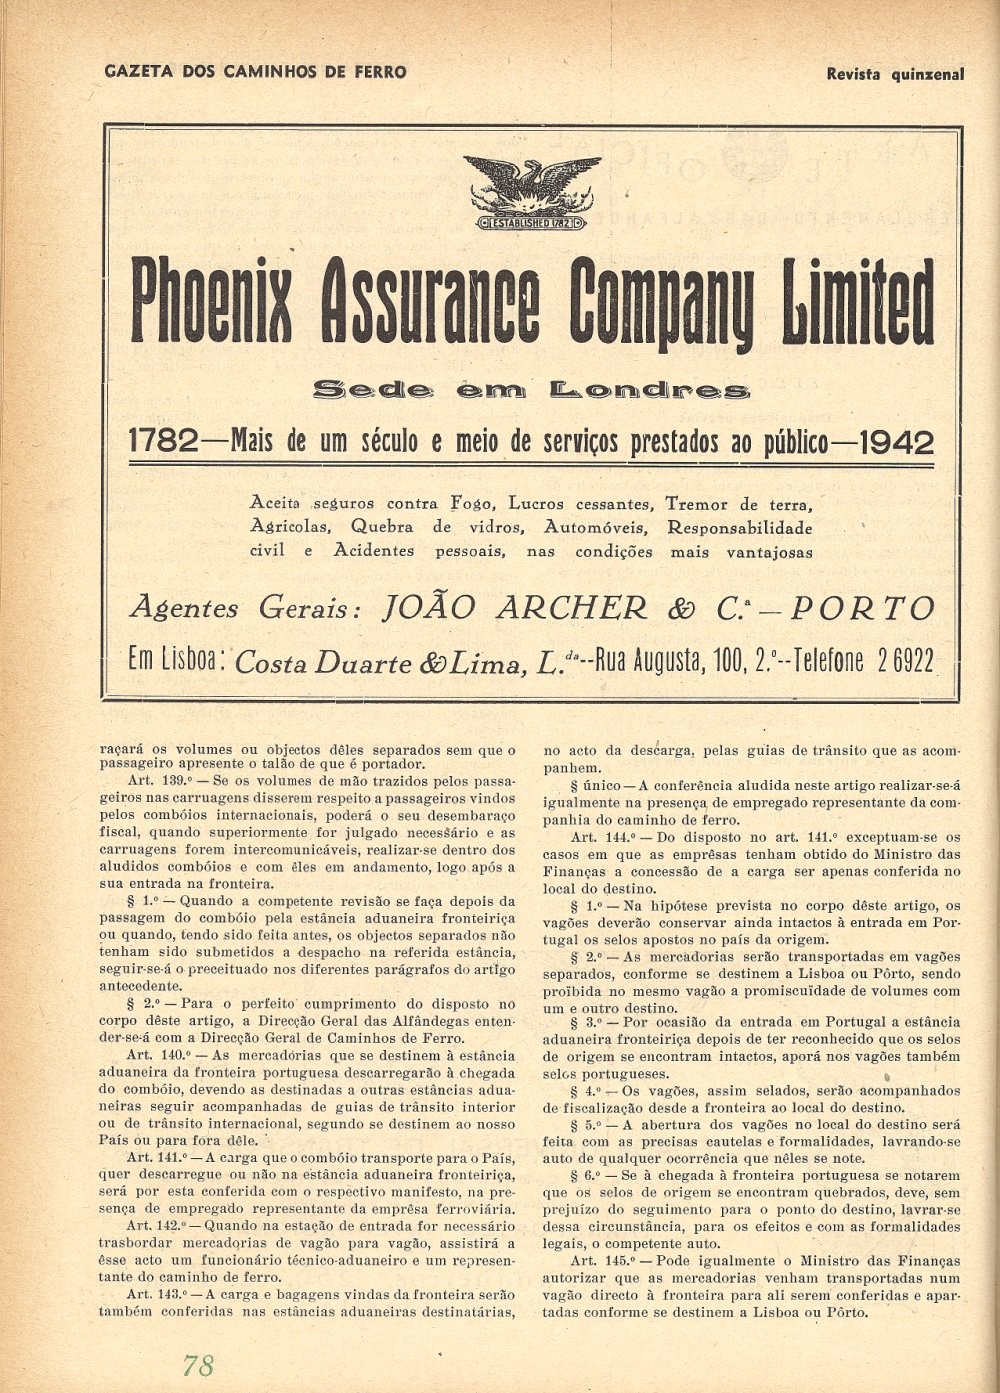 GAZETA DOS CAMINHOS DE FERRO
Revista quinzenal
ESTABLISHED 1782
Phoenix Assurance Company Limited
Sede em Londres
1782—Mais de um século e meio de serviços prestados ao público—1942
Aceita seguros contra Fogo, Lucros cessantes, Tremor de terra,
Agricolas, Quebra de vidros, Automóveis, Responsabilidade
civil e Acidentes pessoais, nas condições mais vantajosas
Agentes Gerais: JOÃO ARCHER & C.ª — PORTO
Em Lisboa: Costa Duarte & Lima, L.da--Rua Augusta, 100, 2.º--Telefone 2 6922
raçará os volumes ou objectos dêles separados sem que o
passageiro apresente o talão de que é portador.
Art. 139.º — Se os volumes de mão trazidos pelos passa-
geiros nas carruagens disserem respeito a passageiros vindos
pelos combóios internacionais, poderá o seu desembaraço
fiscal, quando superiormente for julgado necessário e as
carruagens forem intercomunicáveis, realizar-se dentro dos
aludidos combóios e com êles em andamento, logo após a
sua entrada na fronteira.
§ 1.º — Quando a competente revisão se faça depois da
passagem do combóio pela estância aduaneira fronteiriça
ou quando, tendo sido feita antes, os objectos separados não
tenham sido submetidos a despacho na referida estância,
seguir-se-á o preceituado nos diferentes parágrafos do artigo
antecedente.
§ 2.º — Para o perfeito cumprimento do disposto no
corpo dêste artigo, a Direcção Geral das Alfândegas enten-
der-se-á com a Direcção Geral de Caminhos de Ferro.
Art. 140.º — As mercadórias que se destinem à estância
aduaneira da fronteira portuguesa descarregarão à chegada
do combóio, devendo as destinadas a outras estâncias adua-
neiras seguir acompanhadas de guias de trânsito interior
ou de trânsito internacional, segundo se destinem ao nosso
País ou para fora dêle.
Art. 141.º — A carga que o combóio transporte para o País,
quer descarregue ou não na estância aduaneira fronteiriça,
será por esta conferida com o respectivo manifesto, na pre-
sença de empregado representante da emprêsa ferroviária.
Art. 142.º — Quando na estação de entrada for necessário
trasbordar mercadorias de vagão para vagão, assistirá a
êsse acto um funcionário técnico-aduaneiro e um represen-
tante do caminho de ferro.
Art. 143.º — A carga e bagagens vindas da fronteira serão
também conferidas nas estâncias aduaneiras destinatárias,
no acto da descarga, pelas guias de trânsito que as acom-
panhem.
§ único — A conferência aludida neste artigo realizar-se-á
igualmente na presença de empregado representante da com-
panhia do caminho de ferro.
Art. 144.º — Do disposto no art. 141.º exceptuam-se os
casos em que as emprêsas tenham obtido do Ministro das
Finanças a concessão de a carga ser apenas conferida no
local do destino.
§ 1.º — Na hipótese prevista no corpo dêste artigo, os
vagões deverão conservar ainda intactos à entrada em Por-
tugal os selos apostos no país da origem.
§ 2.º — As mercadorias serão transportadas em vagões
separados, conforme se destinem a Lisboa ou Pôrto, sendo
proïbida no mesmo vagão a promiscuïdade de volumes com
um e outro destino.
§ 3.º — Por ocasião da entrada em Portugal a estância
aduaneira fronteiriça depois de ter reconhecido que os selos
de origem se encontram intactos, aporá nos vagões também
selos portugueses.
§ 4.º — Os vagões, assim selados, serão acompanhados
de fiscalização desde a fronteira ao local do destino.
§ 5.º — A abertura dos vagões no local do destino será
feita com as precisas cautelas e formalidades, lavrando-se
auto de qualquer ocorrência que nêles se note.
§ 6.º — Se à chegada à fronteira portuguesa se notarem
que os selos de origem se encontram quebrados, deve, sem
prejuízo do seguimento para o ponto do destino, lavrar-se
dessa circunstância, para os efeitos e com as formalidades
legais, o competente auto.
Art. 145.º — Pode igualmente o Ministro das Finanças
autorizar que as mercadorias venham transportadas num
vagão directo à fronteira para ali serem conferidas e apar-
tadas conforme se destinem a Lisboa ou Pôrto.
78